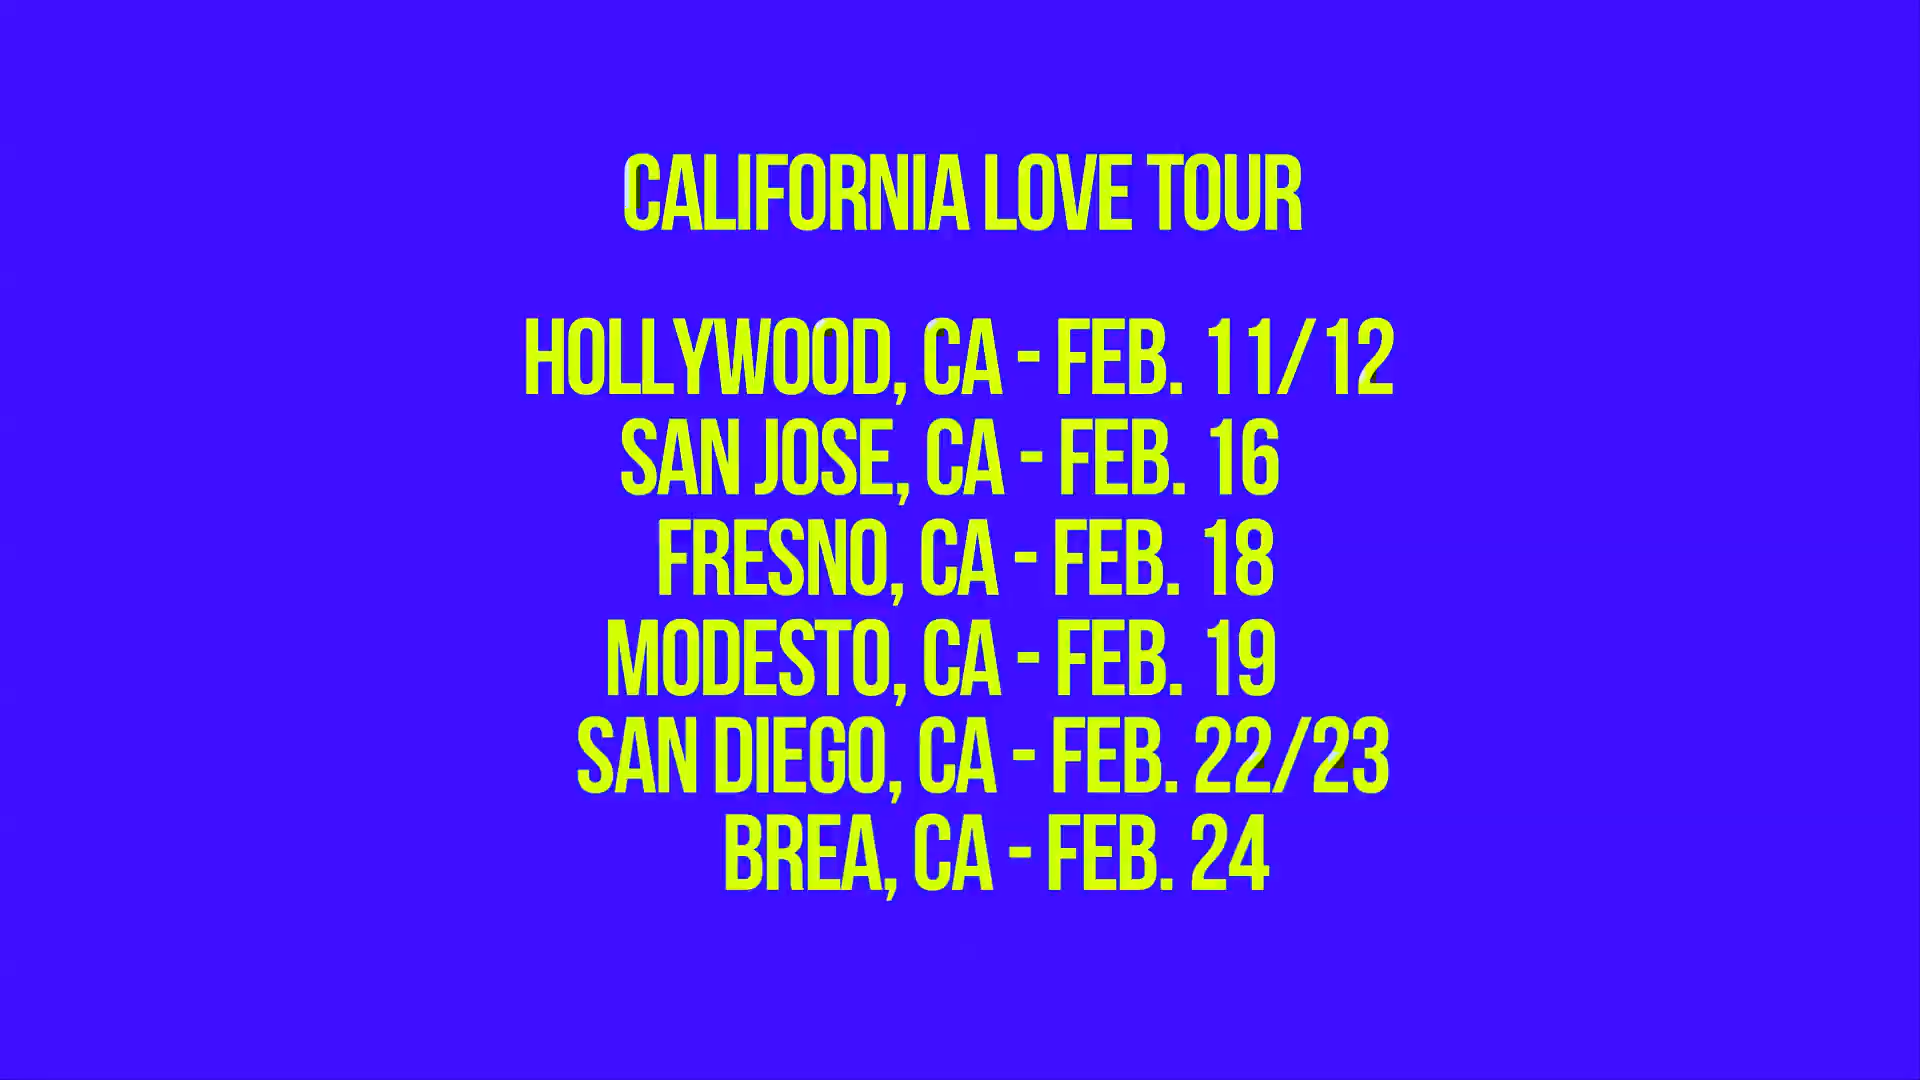 CALIFORNIA LOVE TOUR
HOLLYWOOD, CA - FEB. 11/12
SAN JOSE, CA - FEB. 16
FRESNO, CA - FEB. 18
MODESTO, CA - FEB. 19
SAN DIEGO, CA - FEB. 22/23
BREA, CA - FEB. 24